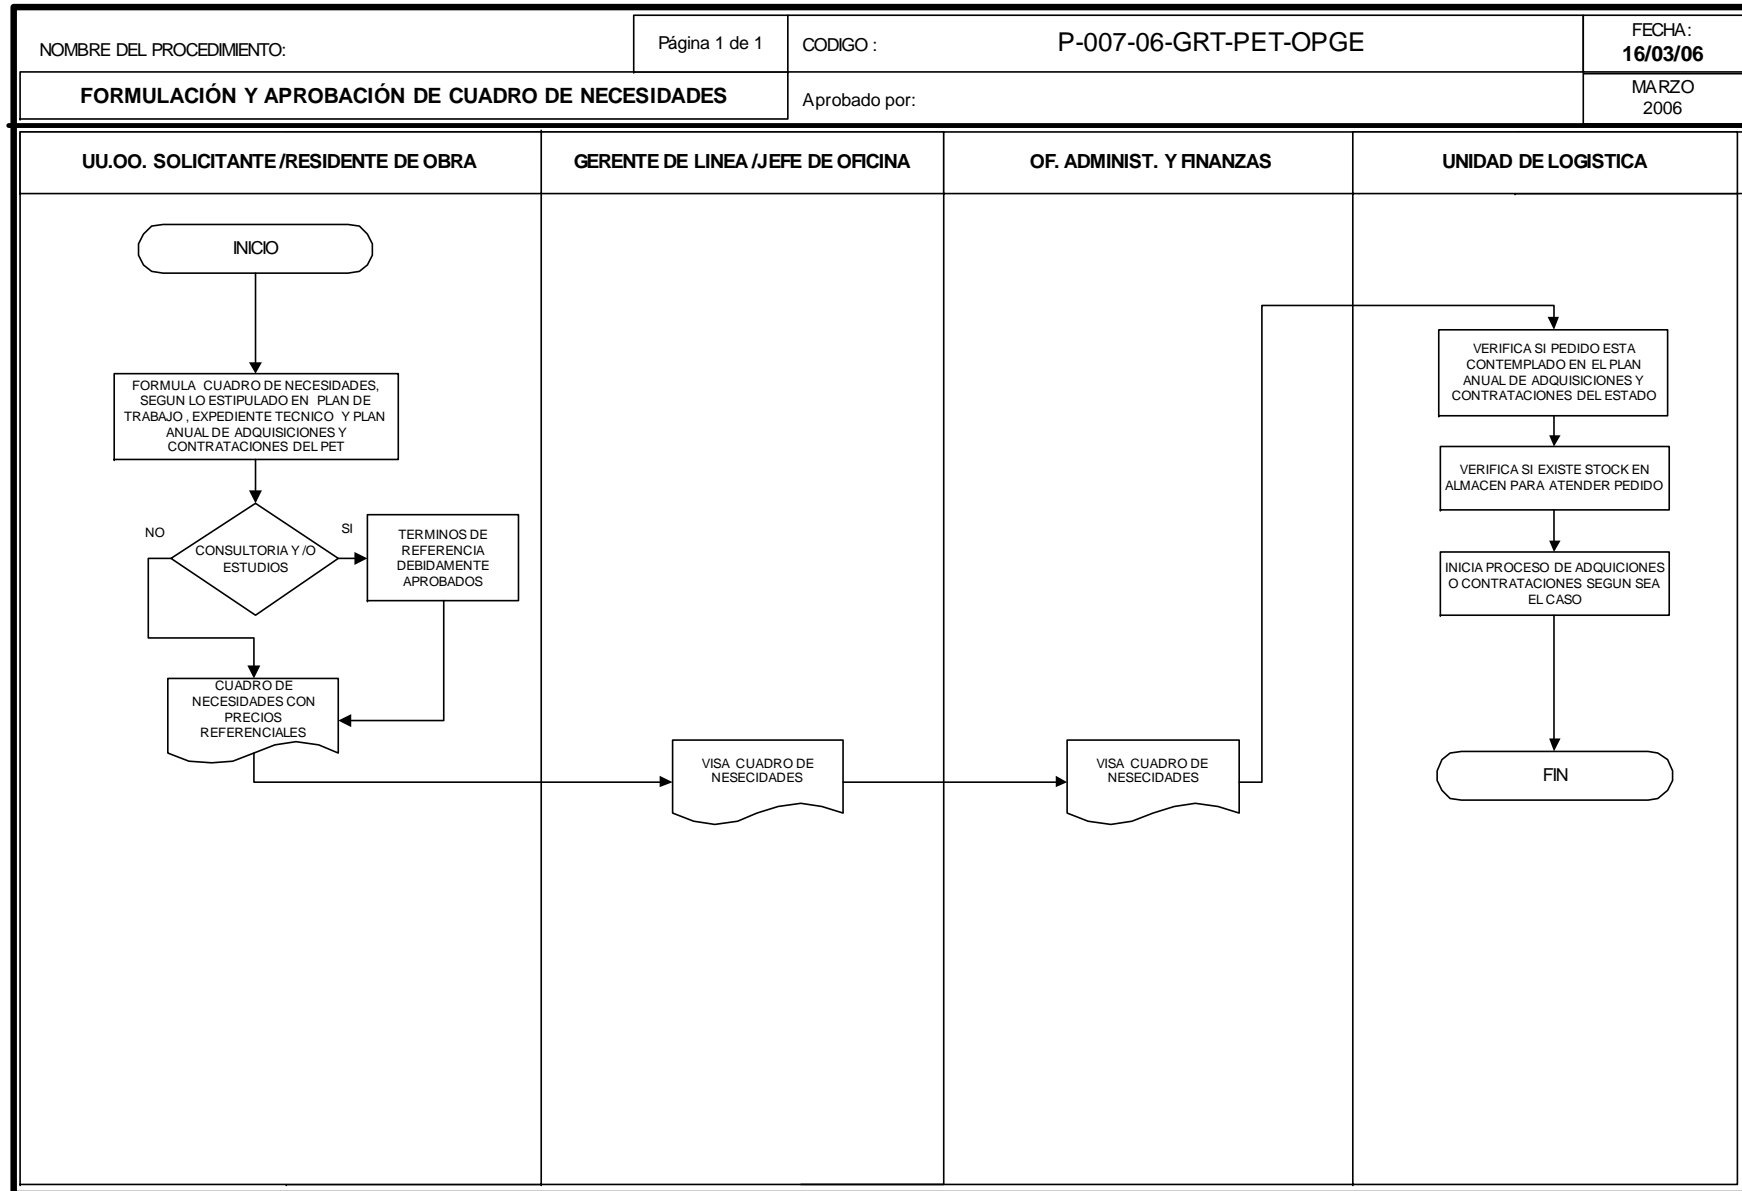 NOMBRE DEL PROCEDIMIENTO:
Página 1 de 1
CODIGO :
P-007-06-GRT-PET-OPGE
FECHA:
16/03/06
FORMULACIÓN Y APROBACIÓN DE CUADRO DE NECESIDADES
Aprobado por:
MARZO
2006
UU.OO. SOLICITANTE /RESIDENTE DE OBRA
GERENTE DE LINEA /JEFE DE OFICINA
OF. ADMINIST. Y FINANZAS
UNIDAD DE LOGISTICA
INICIO
FORMULA CUADRO DE NECESIDADES,
SEGUN LO ESTIPULADO EN PLAN DE
TRABAJO , EXPEDIENTE TECNICO Y PLAN
ANUAL DE ADQUISICIONES Y
CONTRATACIONES DEL PET
NO
CONSULTORIA Y /O
ESTUDIOS
SI
TERMINOS DE
REFERENCIA
DEBIDAMENTE
APROBADOS
CUADRO DE
NECESIDADES CON
PRECIOS
REFERENCIALES
VISA CUADRO DE
NESECIDADES
VISA CUADRO DE
NESECIDADES
VERIFICA SI PEDIDO ESTA
CONTEMPLADO EN EL PLAN
ANUAL DE ADQUISICIONES Y
CONTRATACIONES DEL ESTADO
VERIFICA SI EXISTE STOCK EN
ALMACEN PARA ATENDER PEDIDO
INICIA PROCESO DE ADQUICIONES
O CONTRATACIONES SEGUN SEA
EL CASO
FIN